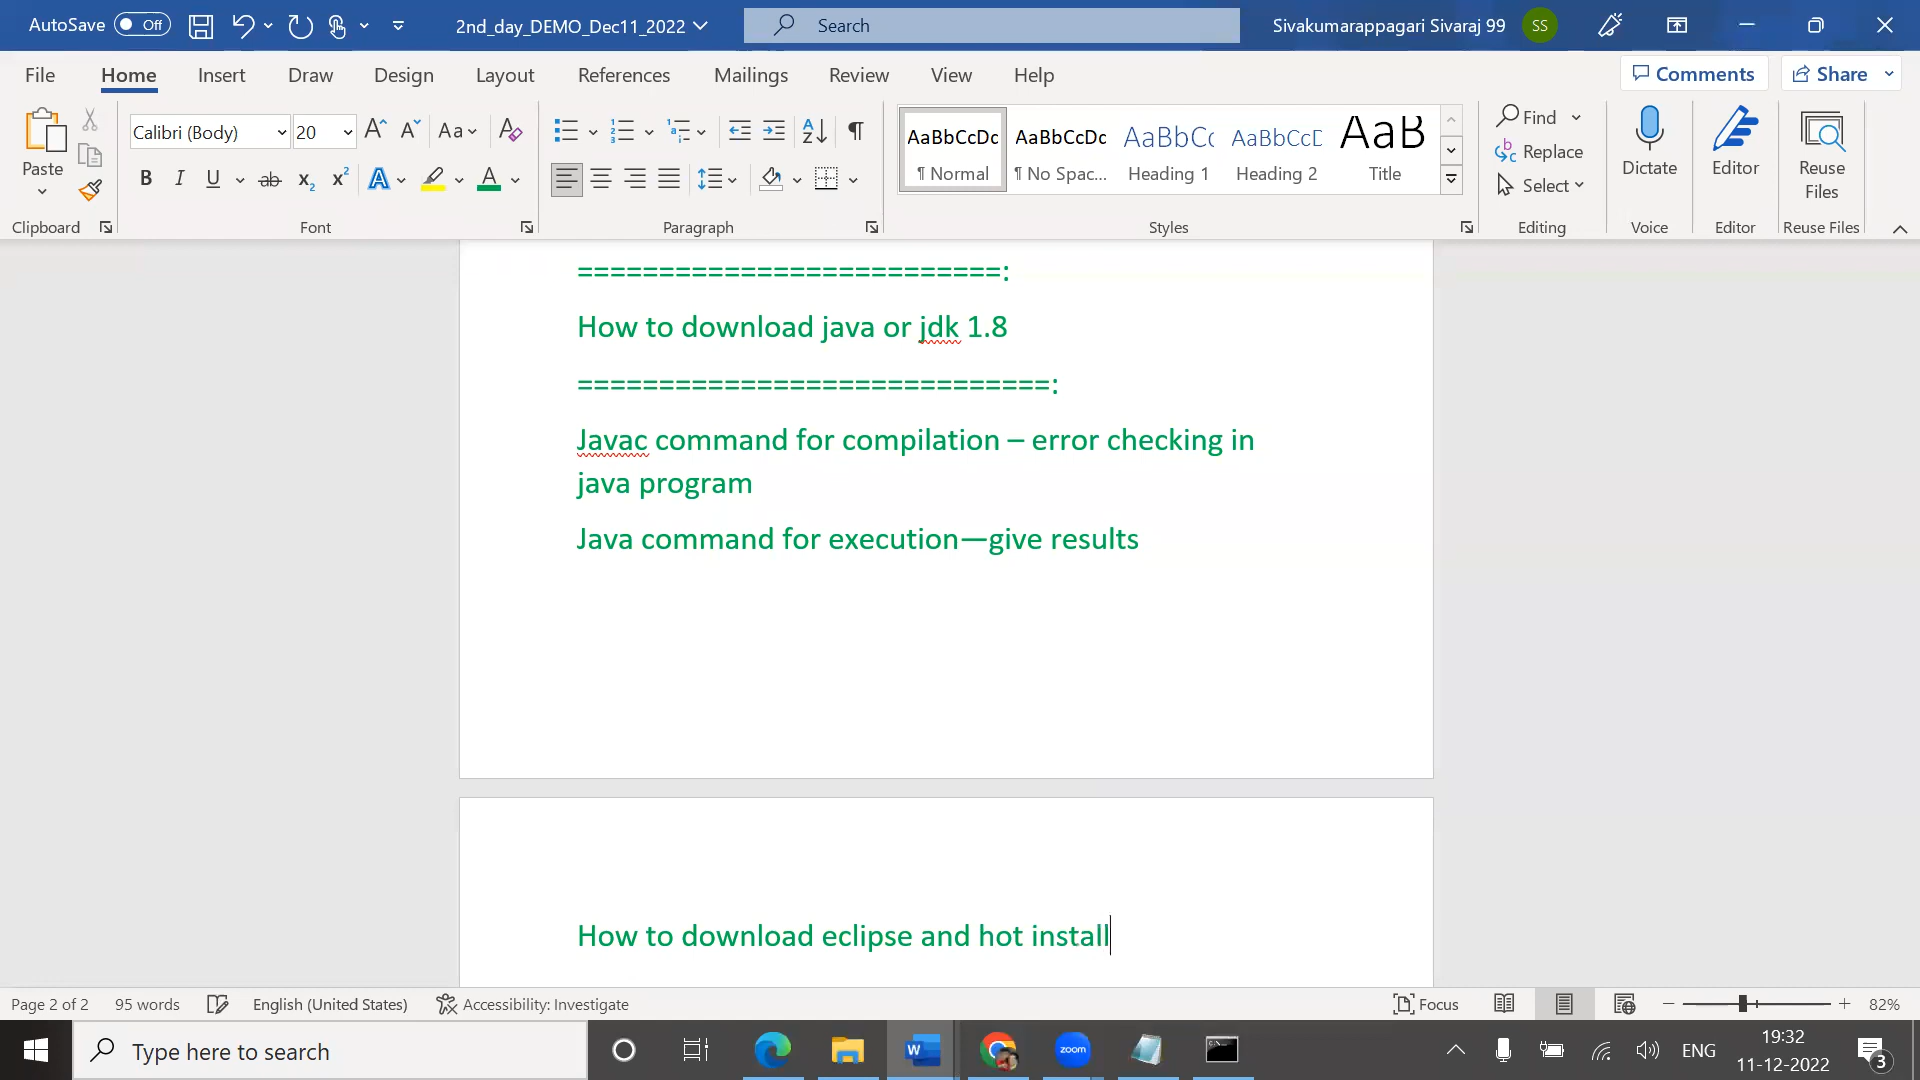 AutoSave Off 2nd_day_DEMO_Dec11_2022 Search Sivakumarappagari Sivaraj 99 SS
File Home Insert Draw Design Layout References Mailings Review View Help Comments Share
Paste Calibri (Body) 20 Aa AaBbCcDc AaBbCcDc AaBbCc AaBbCcD AaB Find Replace Select Dictate Editor Reuse Files
¶ Normal ¶ No Spac... Heading 1 Heading 2 Title
Clipboard Font Paragraph Styles Editing Voice Editor Reuse Files
==========================:
How to download java or jdk 1.8
=============================:
Javac command for compilation – error checking in
java program
Java command for execution—give results
How to download eclipse and hot install
Page 2 of 2 95 words English (United States) Accessibility: Investigate Focus 82%
Type here to search zoom ENG 19:32
11-12-2022 3